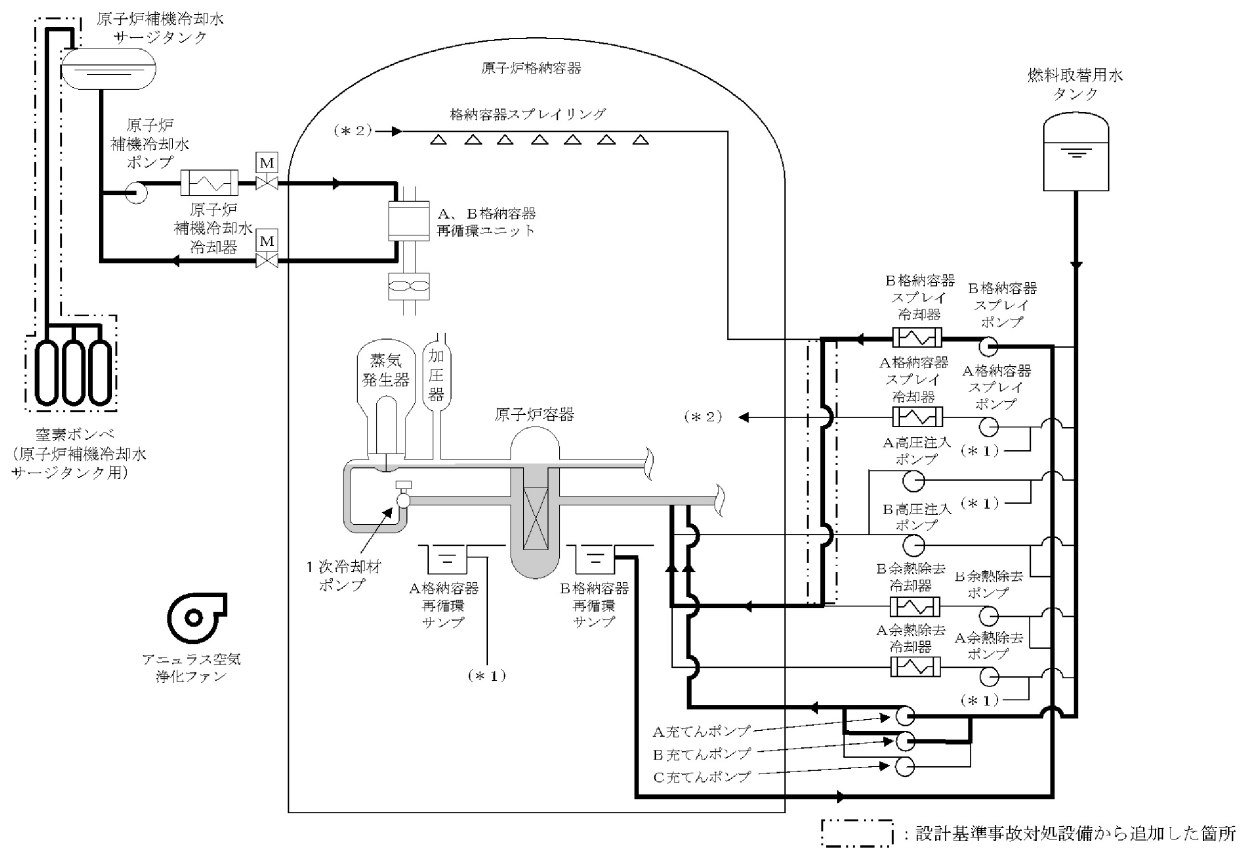 原子炉補機冷却水
サージタンク
原子炉格納容器
燃料取替用水
タンク
格納容器スプレイリング
(＊2)
原子炉
補機冷却水
ポンプ
M
原子炉
補機冷却水
冷却器
M
A、B格納容器
再循環ユニット
B格納容器
スプレイ
冷却器
B格納容器
スプレイ
ポンプ
蒸気
発生器
加
圧
器
A格納容器
スプレイ
冷却器
A格納容器
スプレイ
ポンプ
原子炉容器
(＊2)
(＊1)
窒素ボンベ
(原子炉補機冷却水
サージタンク用)
A高圧注入
ポンプ
(＊1)
B高圧注入
ポンプ
1次冷却材
ポンプ
A格納容器
再循環
サンプ
B格納容器
再循環
サンプ
B余熱除去
冷却器
B余熱除去
ポンプ
A余熱除去
冷却器
A余熱除去
ポンプ
アニュラス空気
浄化ファン
(＊1)
(＊1)
A充てんポンプ
B充てんポンプ
C充てんポンプ
：設計基準事故対処設備から追加した箇所